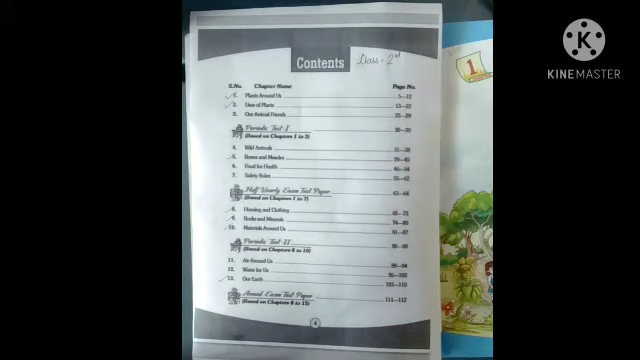 Contents
Class - 2nd
S.No. Chapter Name Page No.
1. Plants Around Us 5—12
2. Uses of Plants 13—22
3. Our Animal Friends 23—29
Periodic Test-I 30—30
(Based on Chapters 1 to 3)
4. Wild Animals 31—38
5. Bones and Muscles 39—45
6. Food for Health 46—54
7. Safety Rules 55—62
Half Yearly Exam Test Paper 63—64
(Based on Chapters 1 to 7)
8. Housing and Clothing 65—73
9. Rocks and Minerals 74—80
10. Materials Around Us 81—87
Periodic Test-II 88—88
(Based on Chapters 8 to 10)
11. Air Around Us 89—94
12. Water for Us 95—102
13. Our Earth 103—110
Annual Exam Test Paper 111—112
(Based on Chapters 8 to 13)
4
1
KINEMASTER